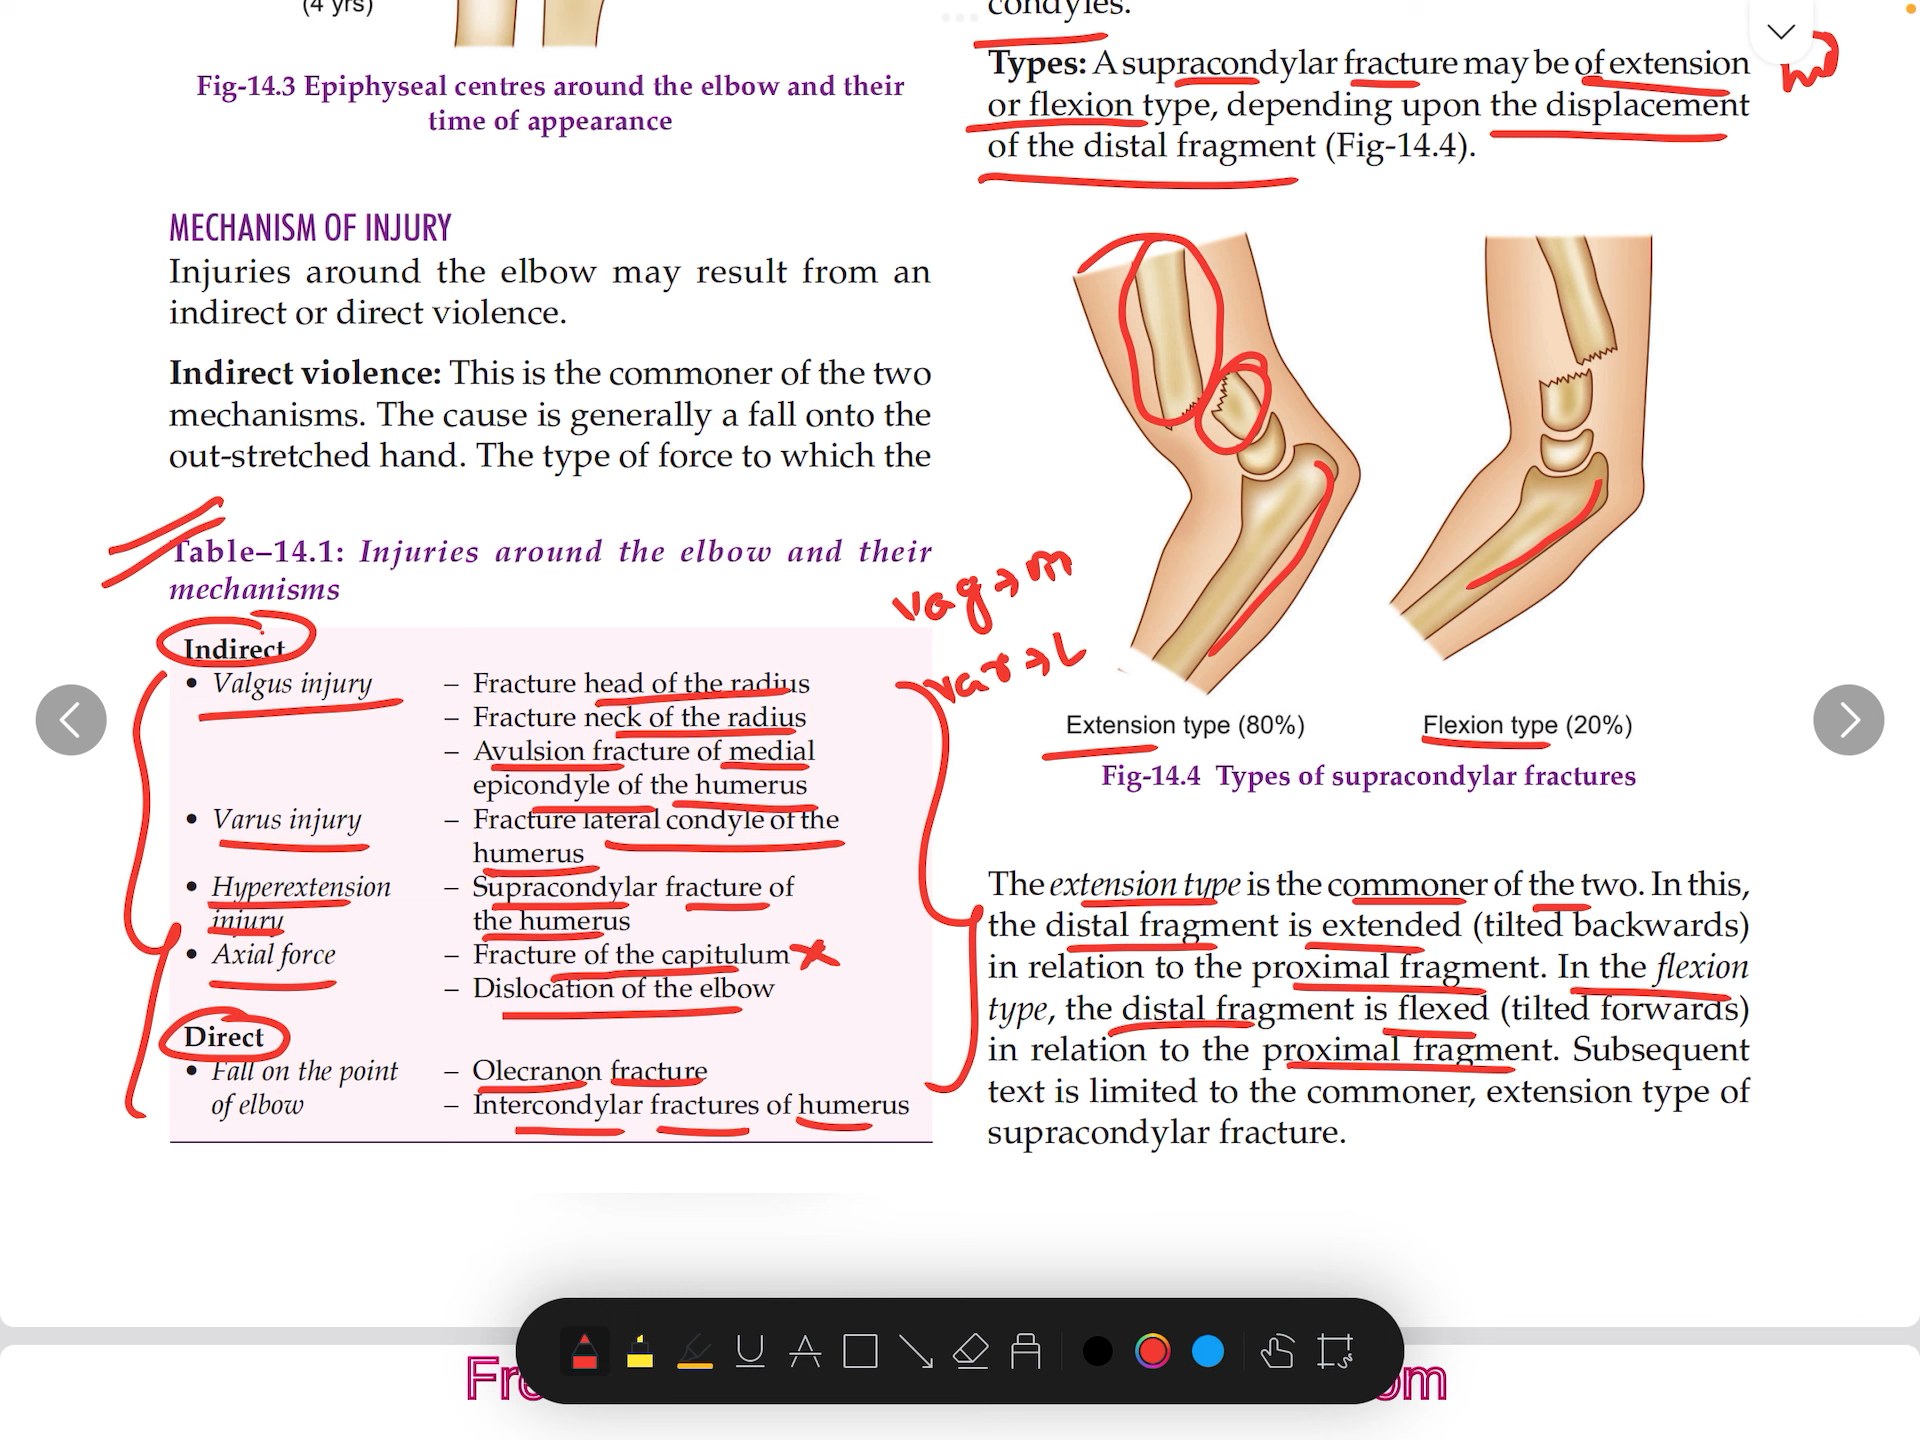 (4 yrs)
Fig-14.3 Epiphyseal centres around the elbow and their
time of appearance
MECHANISM OF INJURY
Injuries around the elbow may result from an
indirect or direct violence.
Indirect violence: This is the commoner of the two
mechanisms. The cause is generally a fall onto the
out-stretched hand. The type of force to which the
Table–14.1: Injuries around the elbow and their
mechanisms
Indirect
• Valgus injury – Fracture head of the radius
– Fracture neck of the radius
– Avulsion fracture of medial
epicondyle of the humerus
• Varus injury – Fracture lateral condyle of the
humerus
• Hyperextension – Supracondylar fracture of
injury the humerus
• Axial force – Fracture of the capitulum
– Dislocation of the elbow
Direct
• Fall on the point – Olecranon fracture
of elbow – Intercondylar fractures of humerus
vag→m
var→L
condyles.
Types: A supracondylar fracture may be of extension
or flexion type, depending upon the displacement
of the distal fragment (Fig-14.4).
Extension type (80%) Flexion type (20%)
Fig-14.4 Types of supracondylar fractures
The extension type is the commoner of the two. In this,
the distal fragment is extended (tilted backwards)
in relation to the proximal fragment. In the flexion
type, the distal fragment is flexed (tilted forwards)
in relation to the proximal fragment. Subsequent
text is limited to the commoner, extension type of
supracondylar fracture.